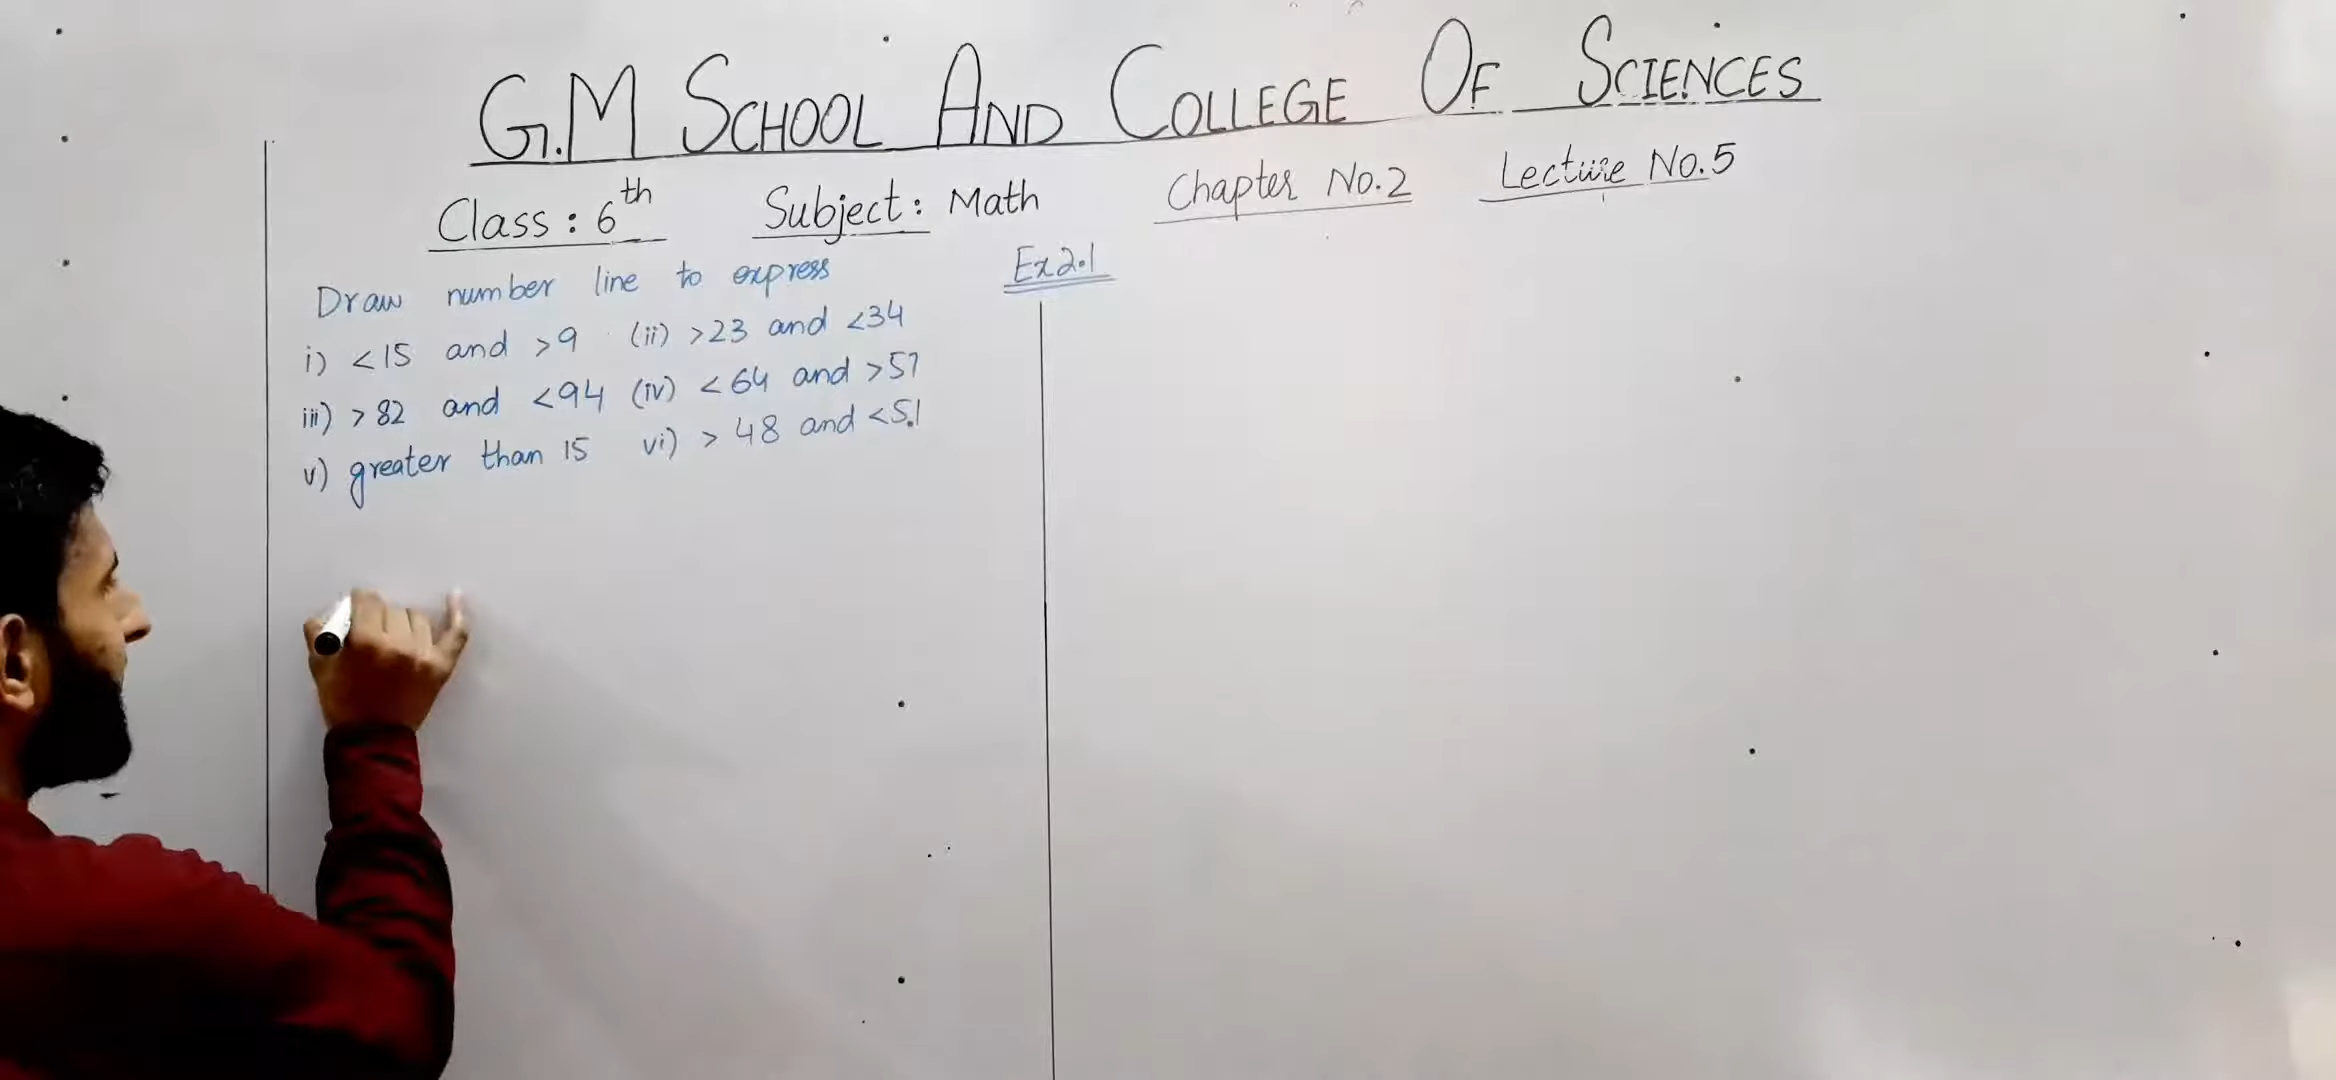 G.M SCHOOL AND COLLEGE OF SCIENCES
Class: 6th Subject: Math Chapter No.2 Lecture No.5
Ex 2.1
Draw number line to express
i) <15 and >9 (ii) >23 and <34
iii) >82 and <94 (iv) <64 and >57
v) greater than 15 vi) > 48 and <51